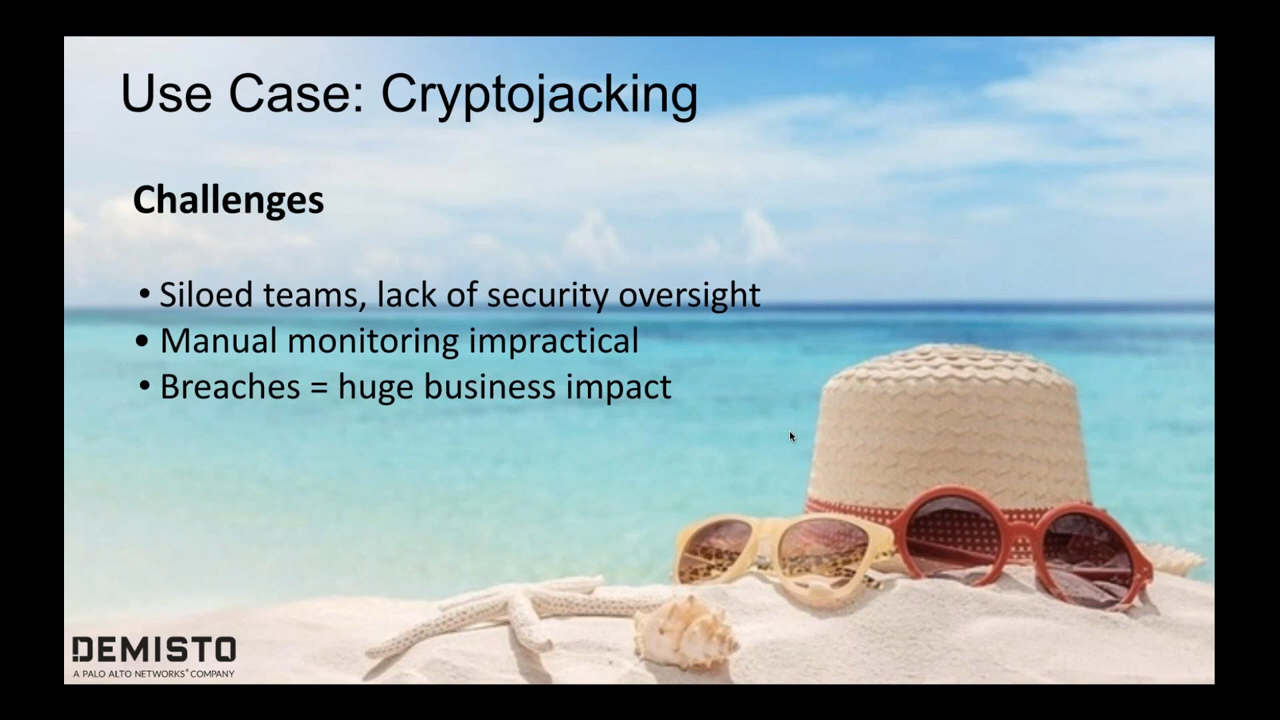 Use Case: Cryptojacking
Challenges
• Siloed teams, lack of security oversight
• Manual monitoring impractical
• Breaches = huge business impact
DEMISTO
A PALO ALTO NETWORKS® COMPANY